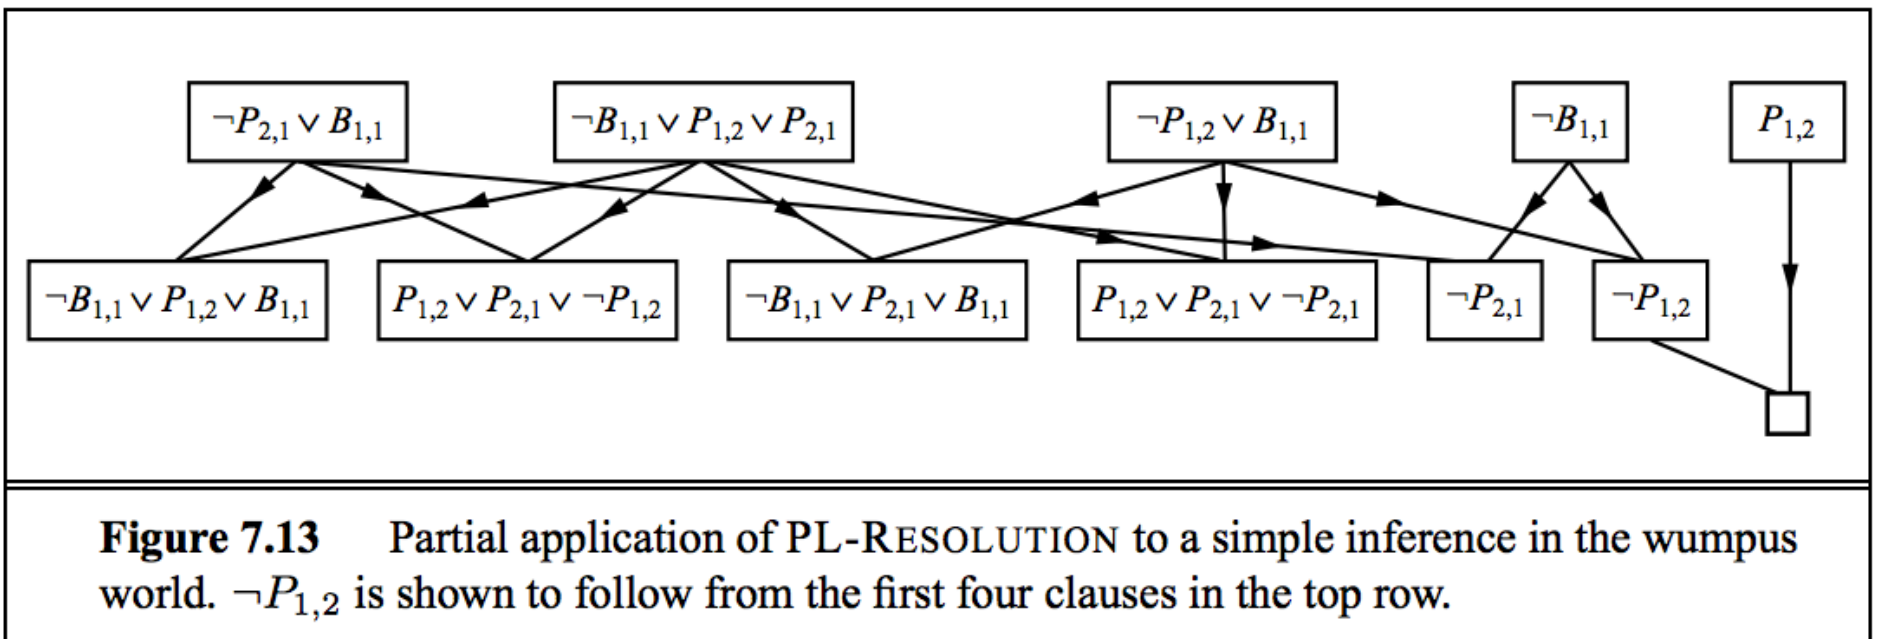 ¬P2,1 ∨ B1,1   ¬B1,1 ∨ P1,2 ∨ P2,1   ¬P1,2 ∨ B1,1   ¬B1,1   P1,2
¬B1,1 ∨ P1,2 ∨ B1,1   P1,2 ∨ P2,1 ∨ ¬P1,2   ¬B1,1 ∨ P2,1 ∨ B1,1   P1,2 ∨ P2,1 ∨ ¬P2,1   ¬P2,1   ¬P1,2
Figure 7.13   Partial application of PL-RESOLUTION to a simple inference in the wumpus
world. ¬P1,2 is shown to follow from the first four clauses in the top row.